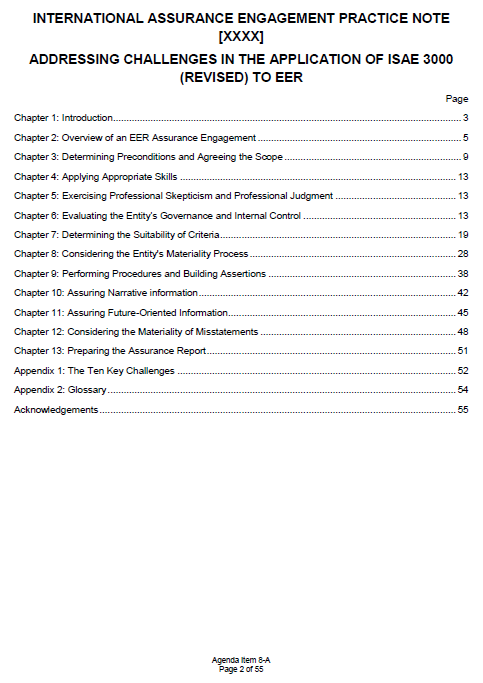 INTERNATIONAL ASSURANCE ENGAGEMENT PRACTICE NOTE
[XXXX]
ADDRESSING CHALLENGES IN THE APPLICATION OF ISAE 3000
(REVISED) TO EER
Page
Chapter 1: Introduction 3
Chapter 2: Overview of an EER Assurance Engagement 5
Chapter 3: Determining Preconditions and Agreeing the Scope 9
Chapter 4: Applying Appropriate Skills 13
Chapter 5: Exercising Professional Skepticism and Professional Judgment 13
Chapter 6: Evaluating the Entity's Governance and Internal Control 13
Chapter 7: Determining the Suitability of Criteria 19
Chapter 8: Considering the Entity's Materiality Process 28
Chapter 9: Performing Procedures and Building Assertions 38
Chapter 10: Assuring Narrative information 42
Chapter 11: Assuring Future-Oriented Information 45
Chapter 12: Considering the Materiality of Misstatements 48
Chapter 13: Preparing the Assurance Report 51
Appendix 1: The Ten Key Challenges 52
Appendix 2: Glossary 54
Acknowledgements 55
Agenda Item 8-A
Page 2 of 55